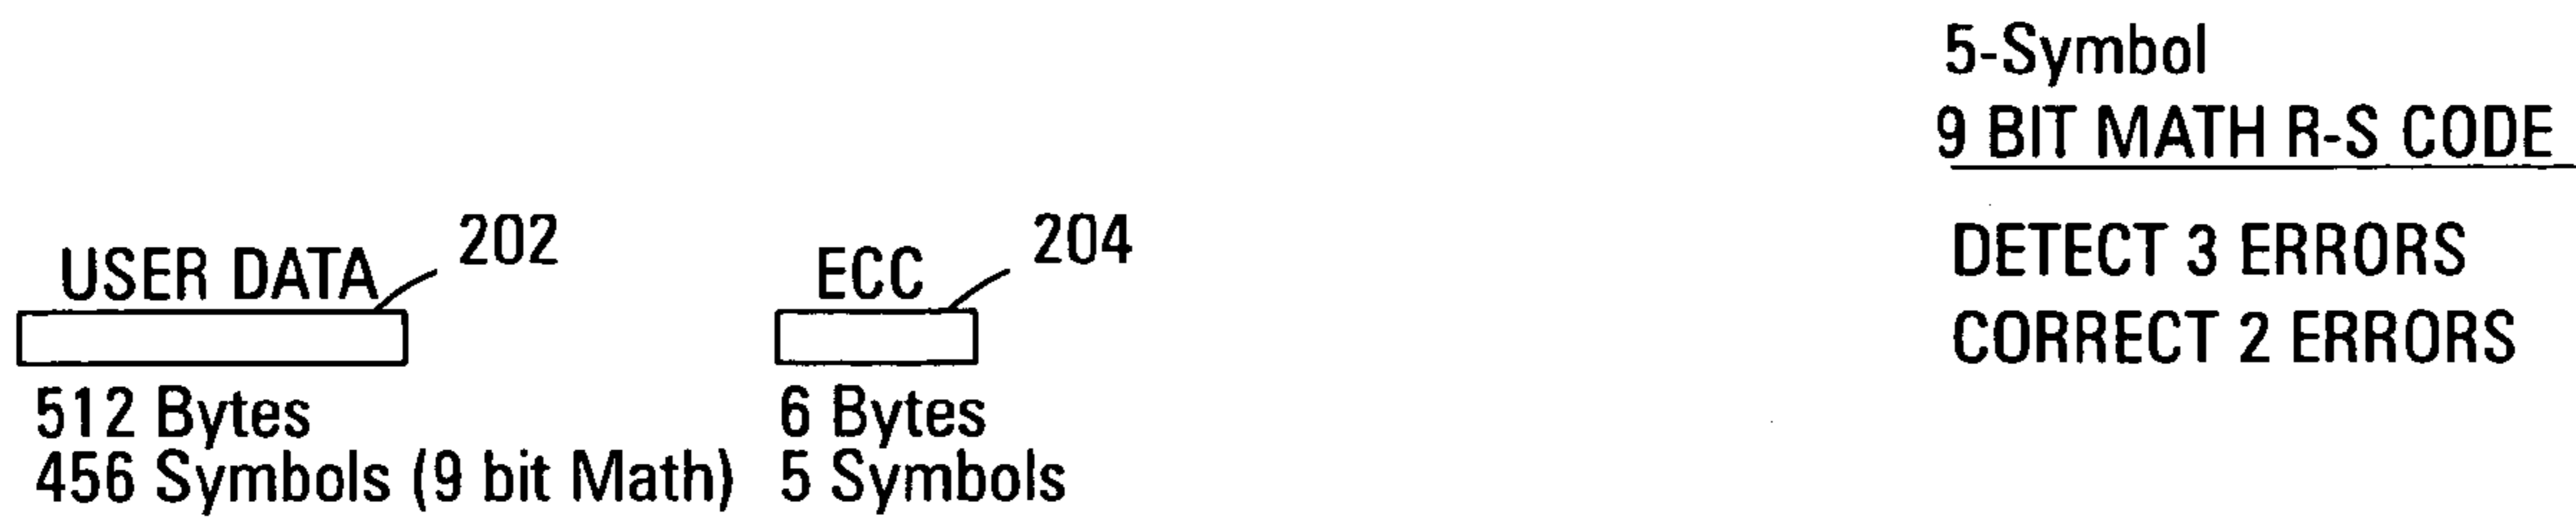 5-Symbol
9 BIT MATH R-S CODE
USER DATA 202
ECC 204
DETECT 3 ERRORS
CORRECT 2 ERRORS
512 Bytes
456 Symbols (9 bit Math)
6 Bytes
5 Symbols